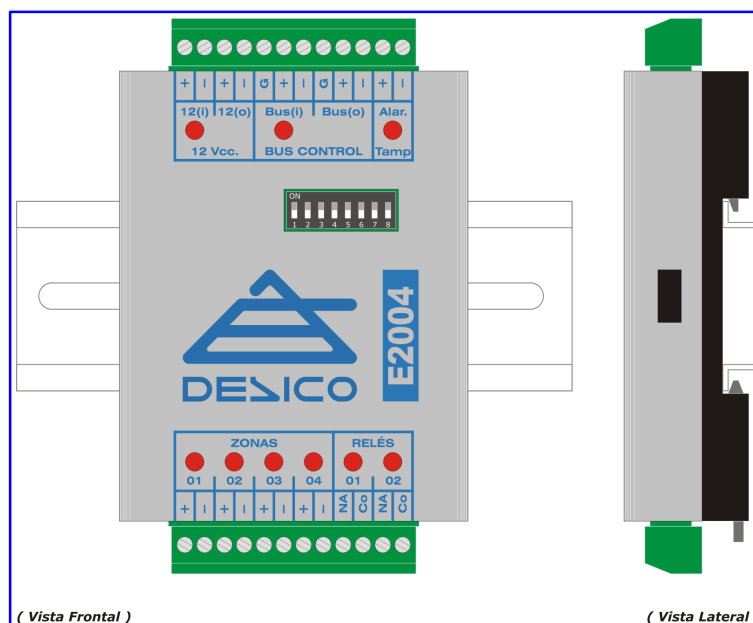 + − + − G + − G + − + −
12(i) 12(o) Bus(i) Bus(o) Alar.
12 Vcc. BUS CONTROL Tamp
ON
1 2 3 4 5 6 7 8
E2004
DESICO
ZONAS RELÉS
01 02 03 04 01 02
+ − + − + − + − NA Co NA Co
( Vista Frontal ) ( Vista Lateral